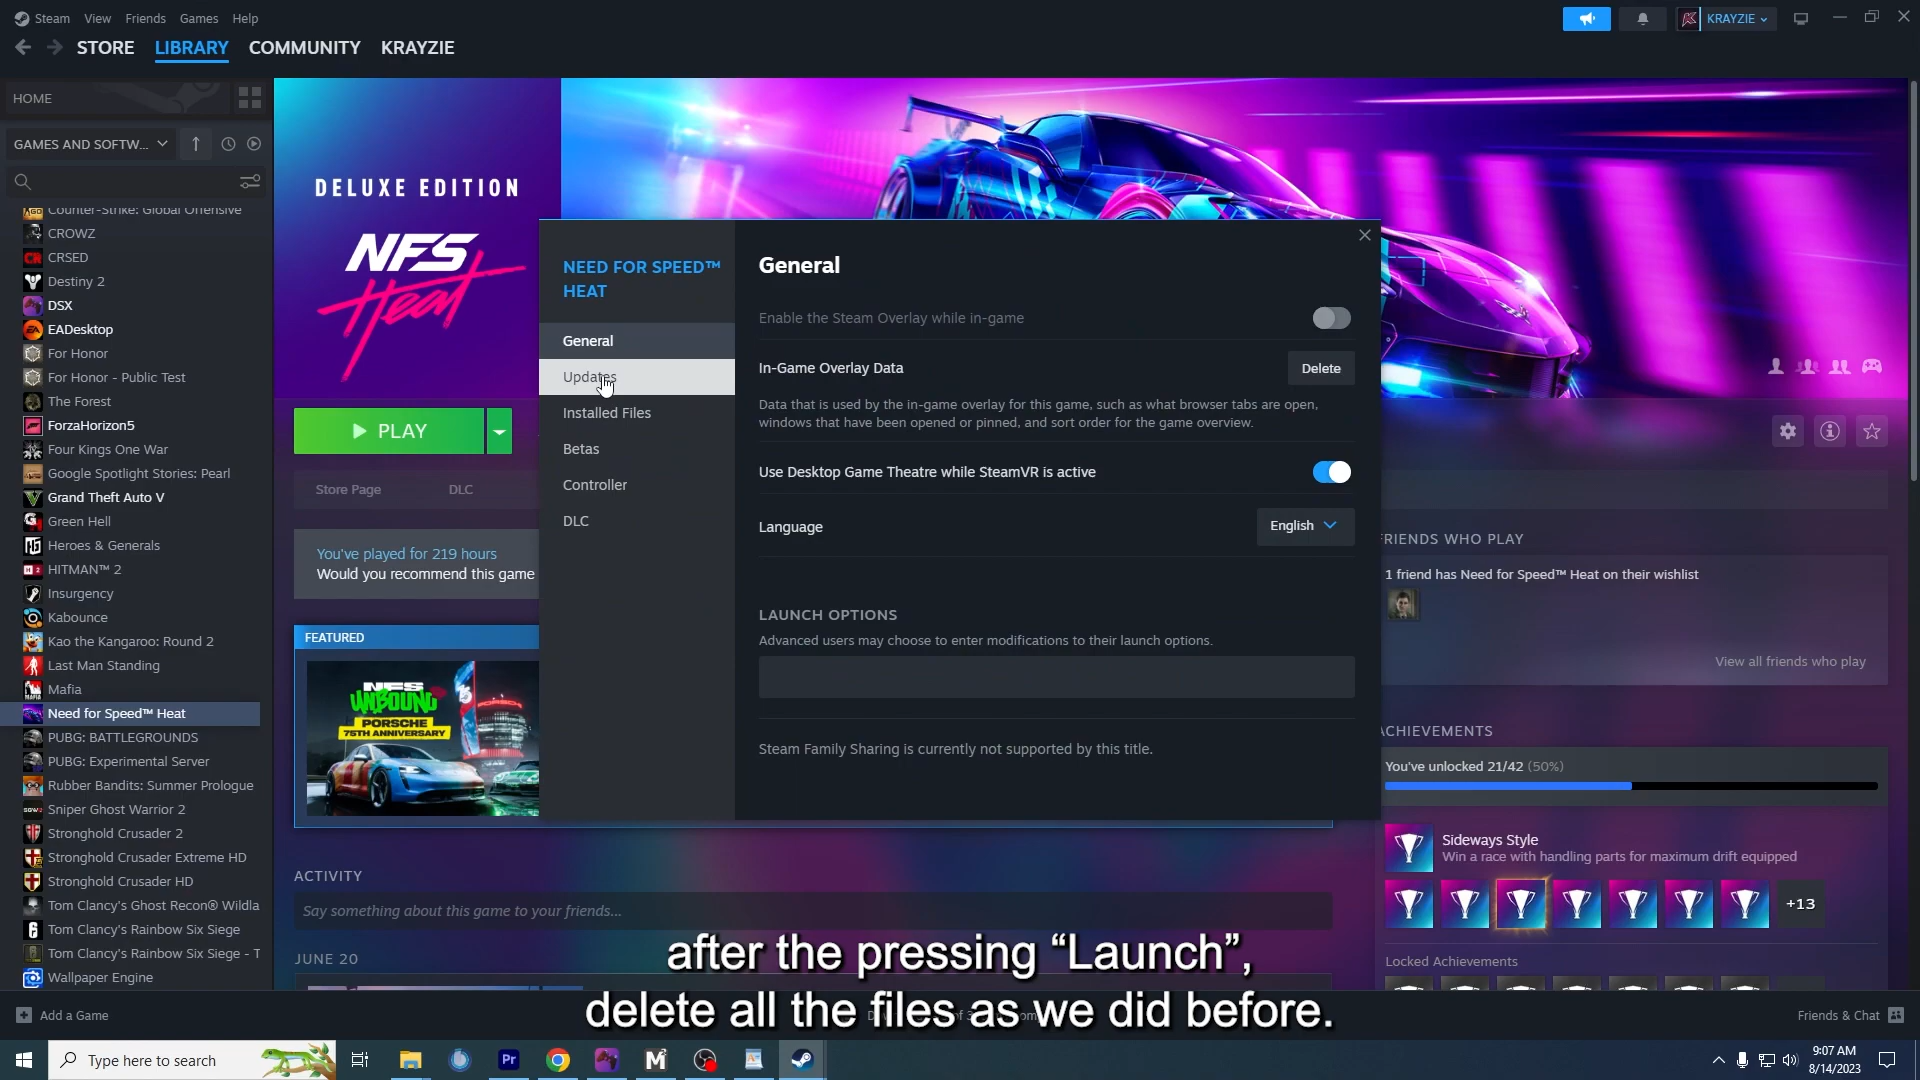 Steam View Friends Games Help
KRAYZIE
STORE LIBRARY COMMUNITY KRAYZIE
HOME
GAMES AND SOFTW...
Counter-Strike: Global Offensive
CROWZ
CRSED
Destiny 2
DSX
EADesktop
For Honor
For Honor - Public Test
The Forest
ForzaHorizon5
Four Kings One War
Google Spotlight Stories: Pearl
Grand Theft Auto V
Green Hell
Heroes & Generals
HITMAN™ 2
Insurgency
Kabounce
Kao the Kangaroo: Round 2
Last Man Standing
Mafia
Need for Speed™ Heat
PUBG: BATTLEGROUNDS
PUBG: Experimental Server
Rubber Bandits: Summer Prologue
Sniper Ghost Warrior 2
Stronghold Crusader 2
Stronghold Crusader Extreme HD
Stronghold Crusader HD
Tom Clancy's Ghost Recon® Wildla
Tom Clancy's Rainbow Six Siege
Tom Clancy's Rainbow Six Siege - T
Wallpaper Engine
Add a Game
DELUXE EDITION
NFS
Heat
PLAY
Store Page DLC
You've played for 219 hours
Would you recommend this game
FEATURED
NFS
UNBOUND
PORSCHE
75TH ANNIVERSARY
ACTIVITY
Say something about this game to your friends...
JUNE 20
NEED FOR SPEED™
HEAT
General
Updates
Installed Files
Betas
Controller
DLC
General
Enable the Steam Overlay while in-game
In-Game Overlay Data Delete
Data that is used by the in-game overlay for this game, such as what browser tabs are open,
windows that have been opened or pinned, and sort order for the game overview.
Use Desktop Game Theatre while SteamVR is active
Language English
LAUNCH OPTIONS
Advanced users may choose to enter modifications to their launch options.
Steam Family Sharing is currently not supported by this title.
FRIENDS WHO PLAY
1 friend has Need for Speed™ Heat on their wishlist
View all friends who play
ACHIEVEMENTS
You've unlocked 21/42 (50%)
Sideways Style
Win a race with handling parts for maximum drift equipped
+13
Locked Achievements
Friends & Chat
after the pressing “Launch”,
delete all the files as we did before.
Type here to search
Pr
9:07 AM
8/14/2023